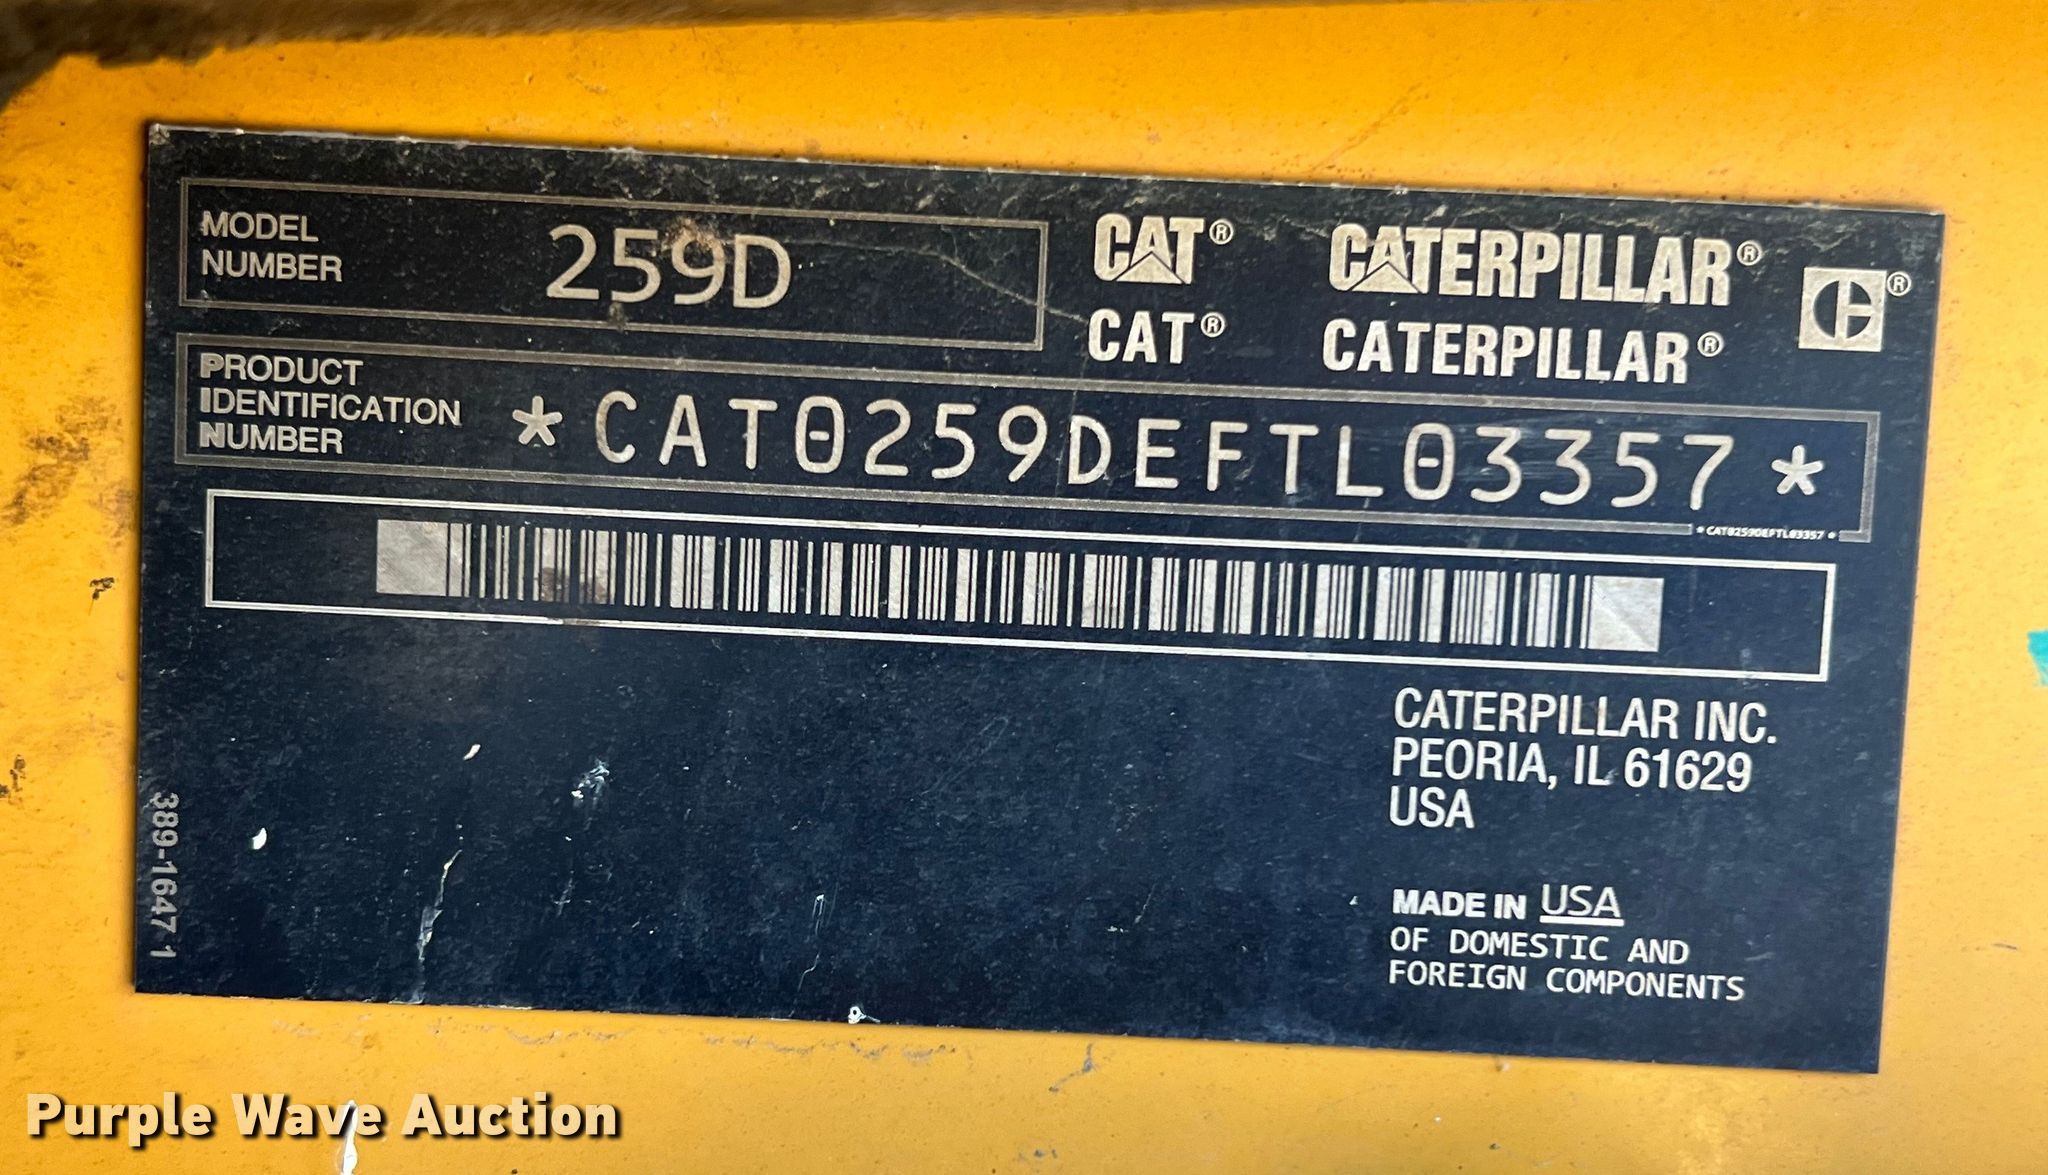 MODEL
NUMBER
259D
CAT® CATERPILLAR® ®
CAT® CATERPILLAR®
PRODUCT
IDENTIFICATION
NUMBER
*CAT0259DEFTL03357*
*CAT0259DEFTL03357*
CATERPILLAR INC.
PEORIA, IL 61629
USA
MADE IN USA
OF DOMESTIC AND
FOREIGN COMPONENTS
389-1647 1
Purple Wave Auction